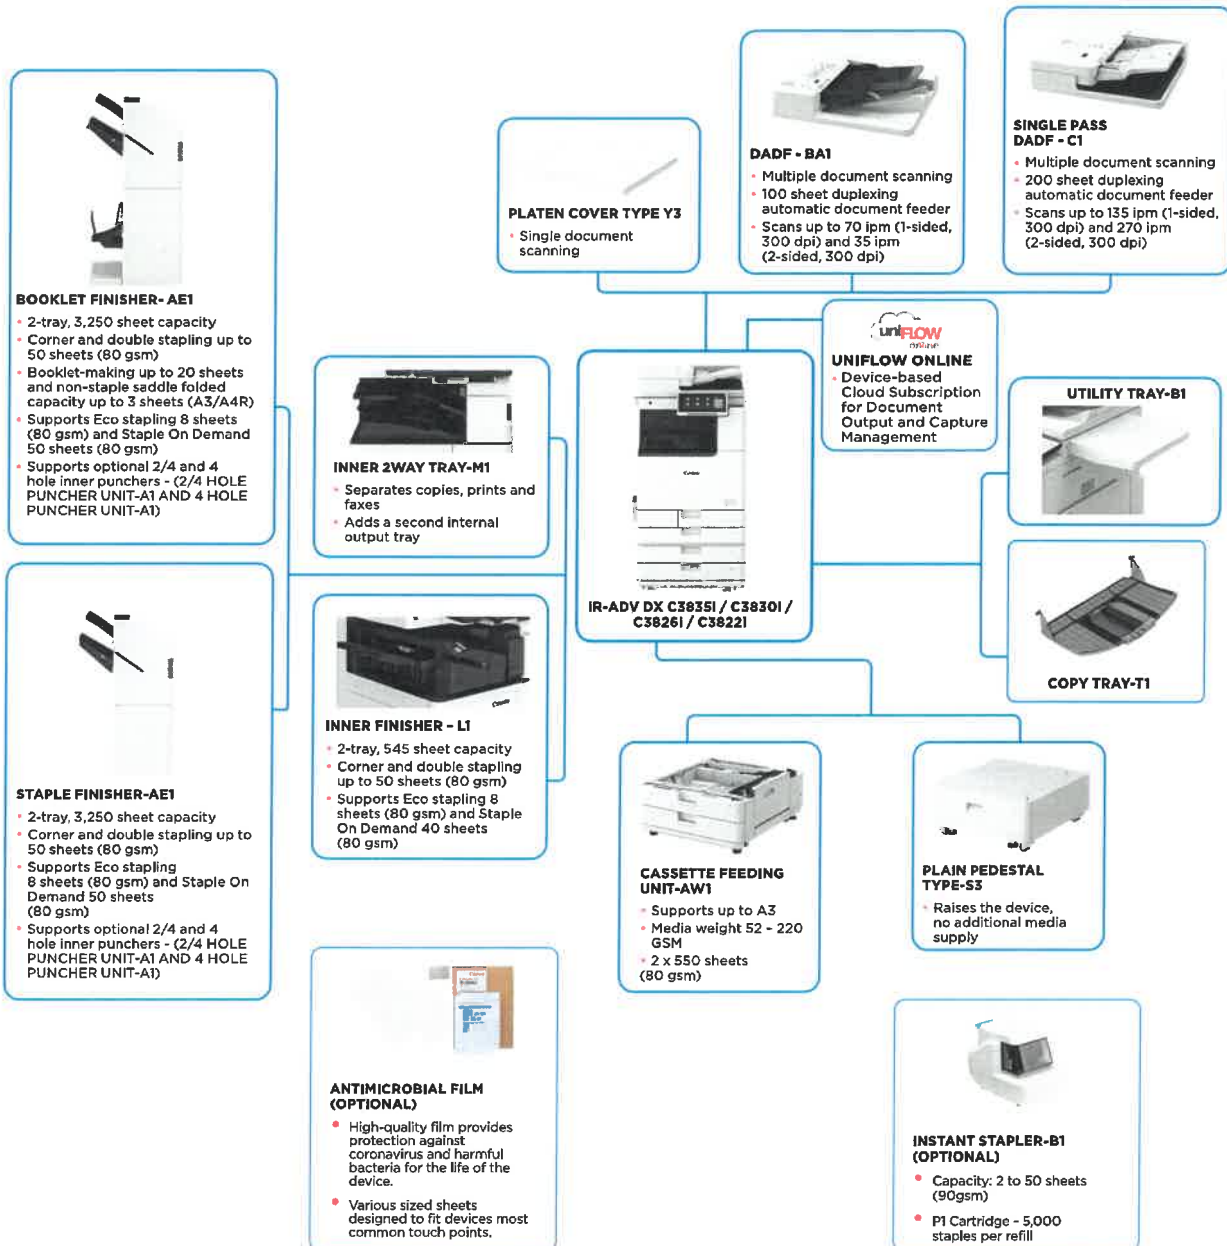 BOOKLET FINISHER- AE1
• 2-tray, 3,250 sheet capacity
• Corner and double stapling up to
50 sheets (80 gsm)
• Booklet-making up to 20 sheets
and non-staple saddle folded
capacity up to 3 sheets (A3/A4R)
• Supports Eco stapling 8 sheets
(80 gsm) and Staple On Demand
50 sheets (80 gsm)
• Supports optional 2/4 and 4
hole inner punchers - (2/4 HOLE
PUNCHER UNIT-A1 AND 4 HOLE
PUNCHER UNIT-A1)
STAPLE FINISHER-AE1
• 2-tray, 3,250 sheet capacity
• Corner and double stapling up to
50 sheets (80 gsm)
• Supports Eco stapling
8 sheets (80 gsm) and Staple On
Demand 50 sheets
(80 gsm)
• Supports optional 2/4 and 4
hole inner punchers - (2/4 HOLE
PUNCHER UNIT-A1 AND 4 HOLE
PUNCHER UNIT-A1)
INNER 2WAY TRAY-M1
• Separates copies, prints and
faxes
• Adds a second internal
output tray
Canon
INNER FINISHER - L1
• 2-tray, 545 sheet capacity
• Corner and double stapling
up to 50 sheets (80 gsm)
• Supports Eco stapling 8
sheets (80 gsm) and Staple
On Demand 40 sheets
(80 gsm)
PLATEN COVER TYPE Y3
• Single document
scanning
DADF - BA1
• Multiple document scanning
• 100 sheet duplexing
automatic document feeder
• Scans up to 70 ipm (1-sided,
300 dpi) and 35 ipm
(2-sided, 300 dpi)
SINGLE PASS
DADF - C1
• Multiple document scanning
• 200 sheet duplexing
automatic document feeder
• Scans up to 135 ipm (1-sided,
300 dpi) and 270 ipm
(2-sided, 300 dpi)
uniFLOW
online
UNIFLOW ONLINE
• Device-based
Cloud Subscription
for Document
Output and Capture
Management
Canon
IR-ADV DX C3835I / C3830I /
C3826I / C3822I
UTILITY TRAY-B1
COPY TRAY-T1
CASSETTE FEEDING
UNIT-AW1
• Supports up to A3
• Media weight 52 - 220
GSM
• 2 x 550 sheets
(80 gsm)
PLAIN PEDESTAL
TYPE-S3
• Raises the device,
no additional media
supply
Canon
ANTIMICROBIAL FILM
(OPTIONAL)
• High-quality film provides
protection against
coronavirus and harmful
bacteria for the life of the
device.
• Various sized sheets
designed to fit devices most
common touch points.
INSTANT STAPLER-B1
(OPTIONAL)
• Capacity: 2 to 50 sheets
(90gsm)
• P1 Cartridge - 5,000
staples per refill